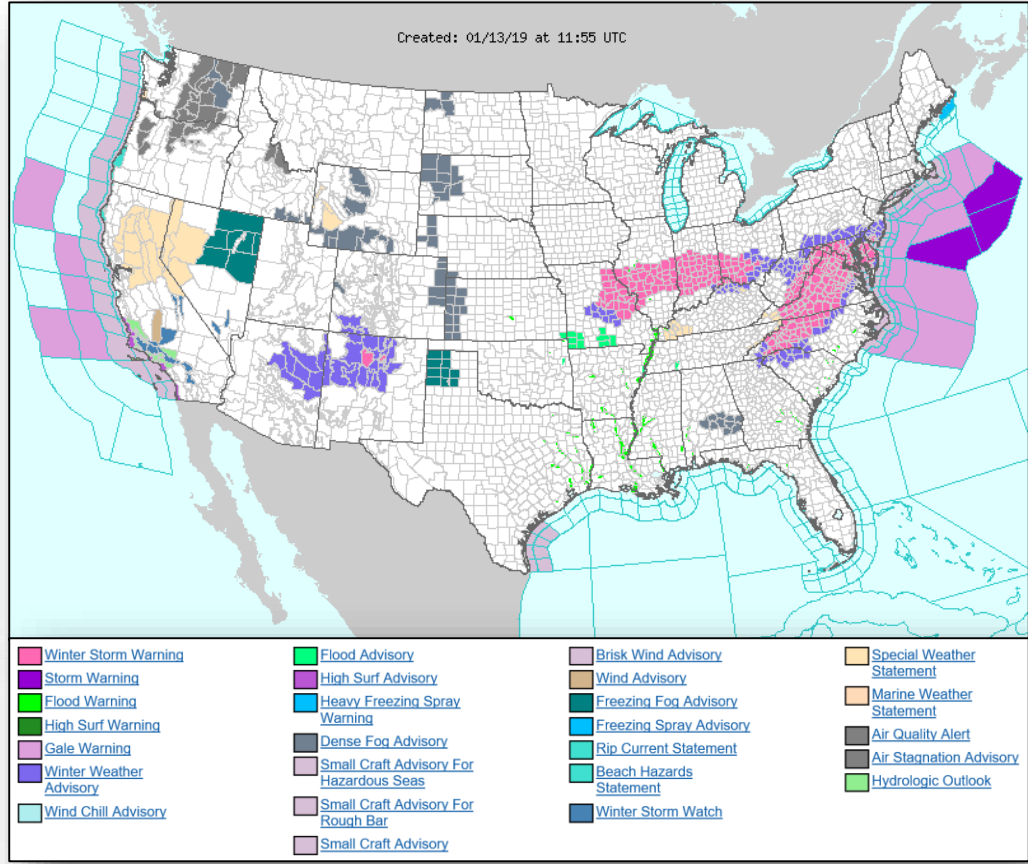 Created: 01/13/19 at 11:55 UTC
Winter Storm Warning
Storm Warning
Flood Warning
High Surf Warning
Gale Warning
Winter Weather
Advisory
Wind Chill Advisory
Flood Advisory
High Surf Advisory
Heavy Freezing Spray
Warning
Dense Fog Advisory
Small Craft Advisory For
Hazardous Seas
Small Craft Advisory For
Rough Bar
Small Craft Advisory
Brisk Wind Advisory
Wind Advisory
Freezing Fog Advisory
Freezing Spray Advisory
Rip Current Statement
Beach Hazards
Statement
Winter Storm Watch
Special Weather
Statement
Marine Weather
Statement
Air Quality Alert
Air Stagnation Advisory
Hydrologic Outlook